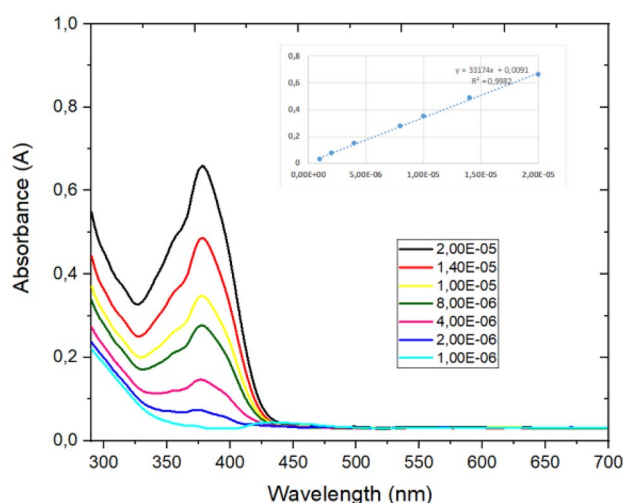 1,0
0,8
0,6
0,4
0,2
0,0
Absorbance (A)
0,8
0,6
0,4
0,2
0
y = 33174x + 0,0091
R² = 0,9982
0,00E+00 5,00E-06 1,00E-05 1,50E-05 2,00E-05
2,00E-05
1,40E-05
1,00E-05
8,00E-06
4,00E-06
2,00E-06
1,00E-06
300 350 400 450 500 550 600 650 700
Wavelength (nm)